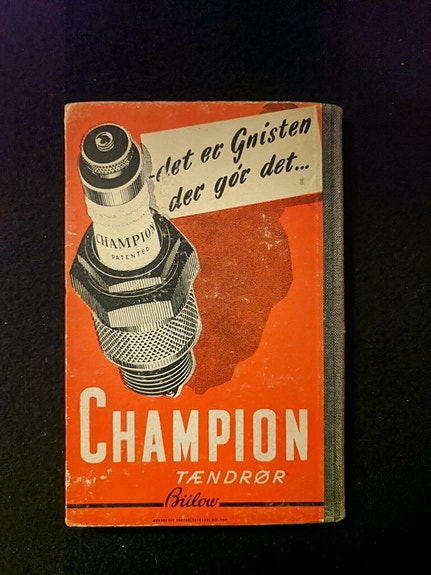 -det er Gnisten
der gør det...
CHAMPION
PATENTED
CHAMPION
TÆNDRØR
Bülow